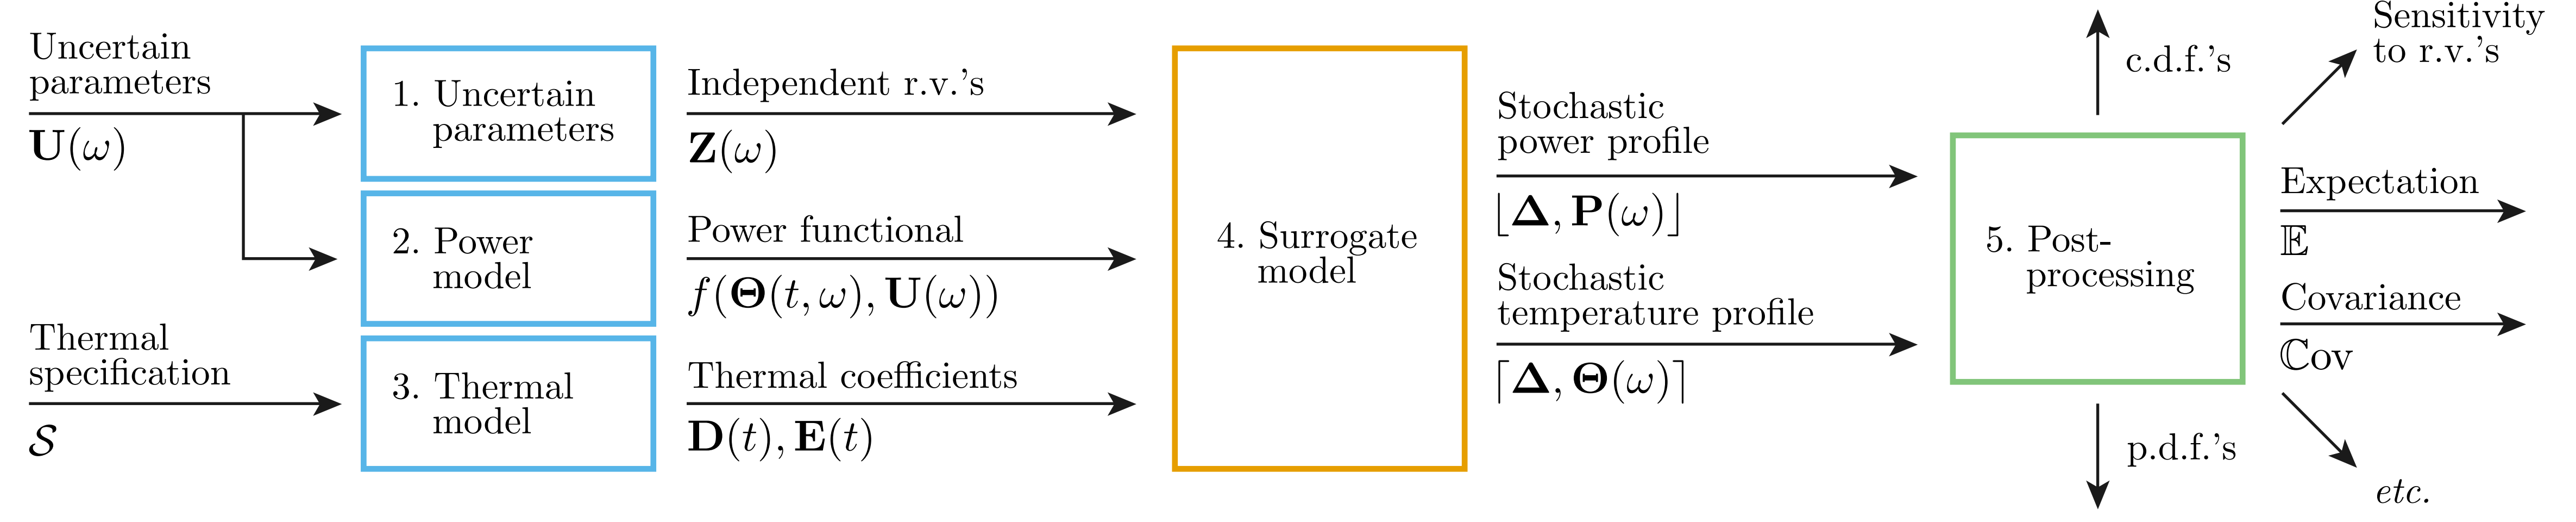 Uncertain
parameters
U(ω)
Thermal
specification
𝒮
1. Uncertain
parameters
2. Power
model
3. Thermal
model
Independent r.v.'s
Z(ω)
Power functional
f(Θ(t, ω), U(ω))
Thermal coefficients
D(t), E(t)
4. Surrogate
model
Stochastic
power profile
⌊Δ, P(ω)⌋
Stochastic
temperature profile
⌈Δ, Θ(ω)⌉
5. Post-
processing
c.d.f.'s
Sensitivity
to r.v.'s
Expectation
𝔼
Covariance
ℂov
p.d.f.'s
etc.